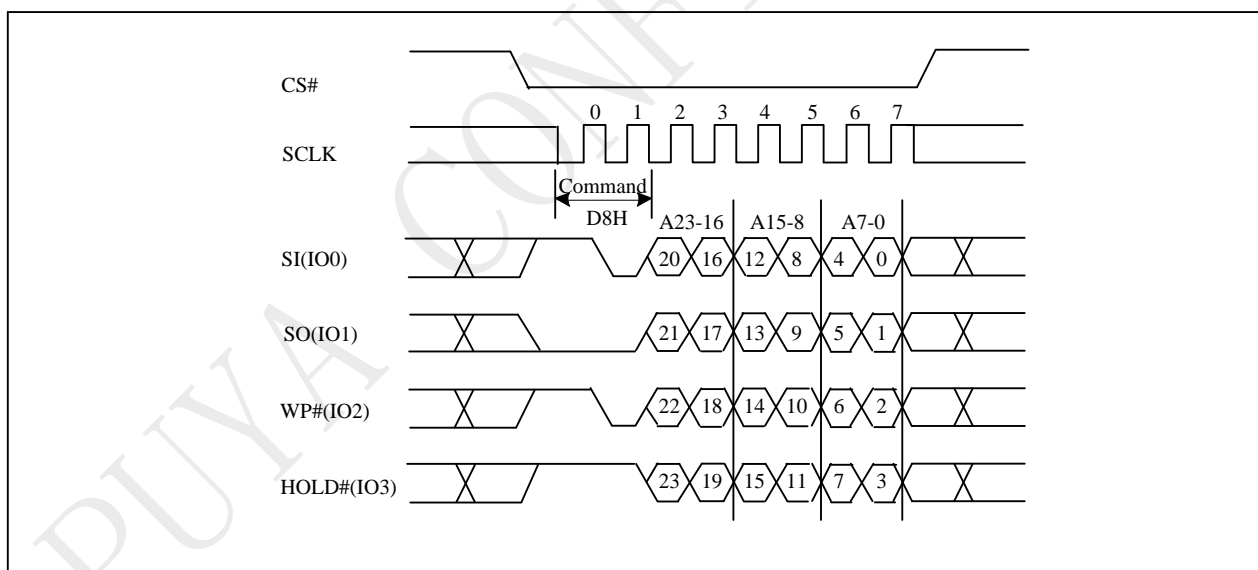 CS#
0 1 2 3 4 5 6 7
SCLK
Command
D8H
A23-16 A15-8 A7-0
SI(IO0) 20 16 12 8 4 0
SO(IO1) 21 17 13 9 5 1
WP#(IO2) 22 18 14 10 6 2
HOLD#(IO3) 23 19 15 11 7 3
PUYA CONF